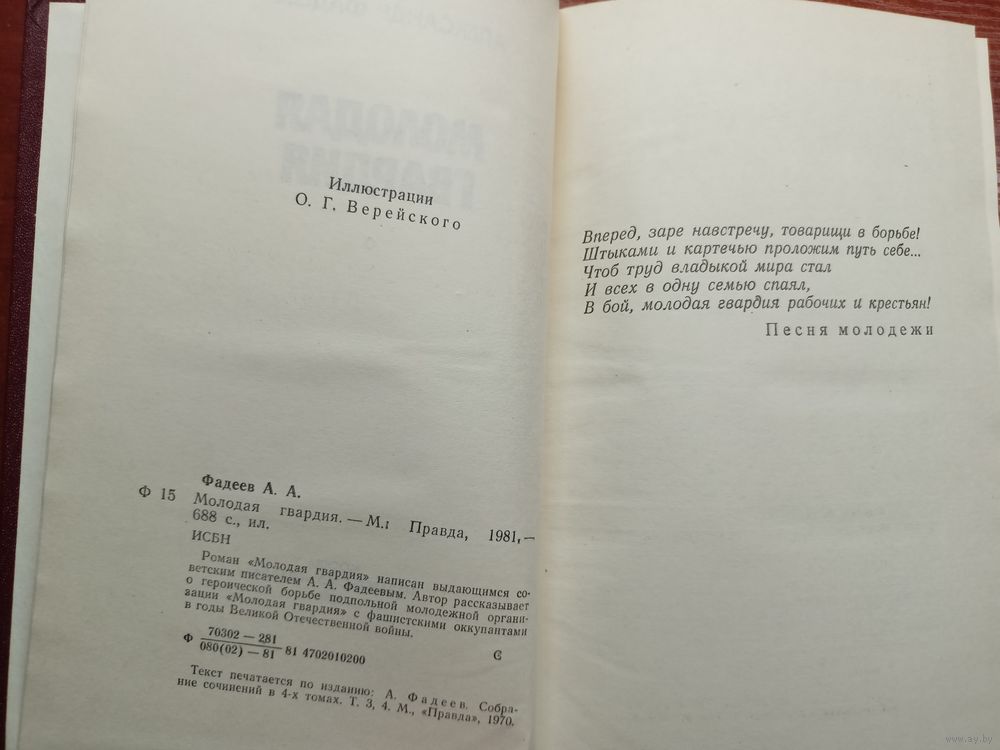 Иллюстрации
О. Г. Верейского
Фадеев А. А.
Ф 15
Молодая гвардия. — М.: Правда, 1981, —
688 с., ил.
ИСБН
Роман «Молодая гвардия» написан выдающимся со-
ветским писателем А. А. Фадеевым. Автор рассказывает
о героической борьбе подпольной молодежной органи-
зации «Молодая гвардия» с фашистскими оккупантами
в годы Великой Отечественной войны.
Ф 70302 — 281
080(02) — 81 81 4702010200
Текст печатается по изданию: А. Фадеев. Собра-
ние сочинений в 4-х томах. Т. 3, 4. М., «Правда», 1970.
Вперед, заре навстречу, товарищи в борьбе!
Штыками и картечью проложим путь себе...
Чтоб труд владыкой мира стал
И всех в одну семью спаял,
В бой, молодая гвардия рабочих и крестьян!
Песня молодежи
www.ay.by